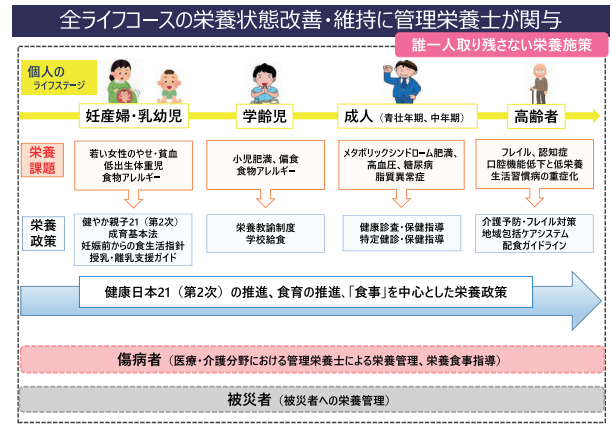 全ライフコースの栄養状態改善・維持に管理栄養士が関与
誰一人取り残さない栄養施策
個人の
ライフステージ
妊産婦・乳幼児
学齢児
成人（青壮年期、中年期）
高齢者
栄養
課題
若い女性のやせ・貧血
低出生体重児
食物アレルギー
小児肥満、偏食
食物アレルギー
メタボリックシンドローム肥満、
高血圧、糖尿病
脂質異常症
フレイル、認知症
口腔機能低下と低栄養
生活習慣病の重症化
栄養
政策
健やか親子21（第2次）
成育基本法
妊娠前からの食生活指針
授乳・離乳支援ガイド
栄養教諭制度
学校給食
健康診査・保健指導
特定健診・保健指導
介護予防・フレイル対策
地域包括ケアシステム
配食ガイドライン
健康日本21（第2次）の推進、食育の推進、「食事」を中心とした栄養政策
傷病者（医療・介護分野における管理栄養士による栄養管理、栄養食事指導）
被災者（被災者への栄養管理）